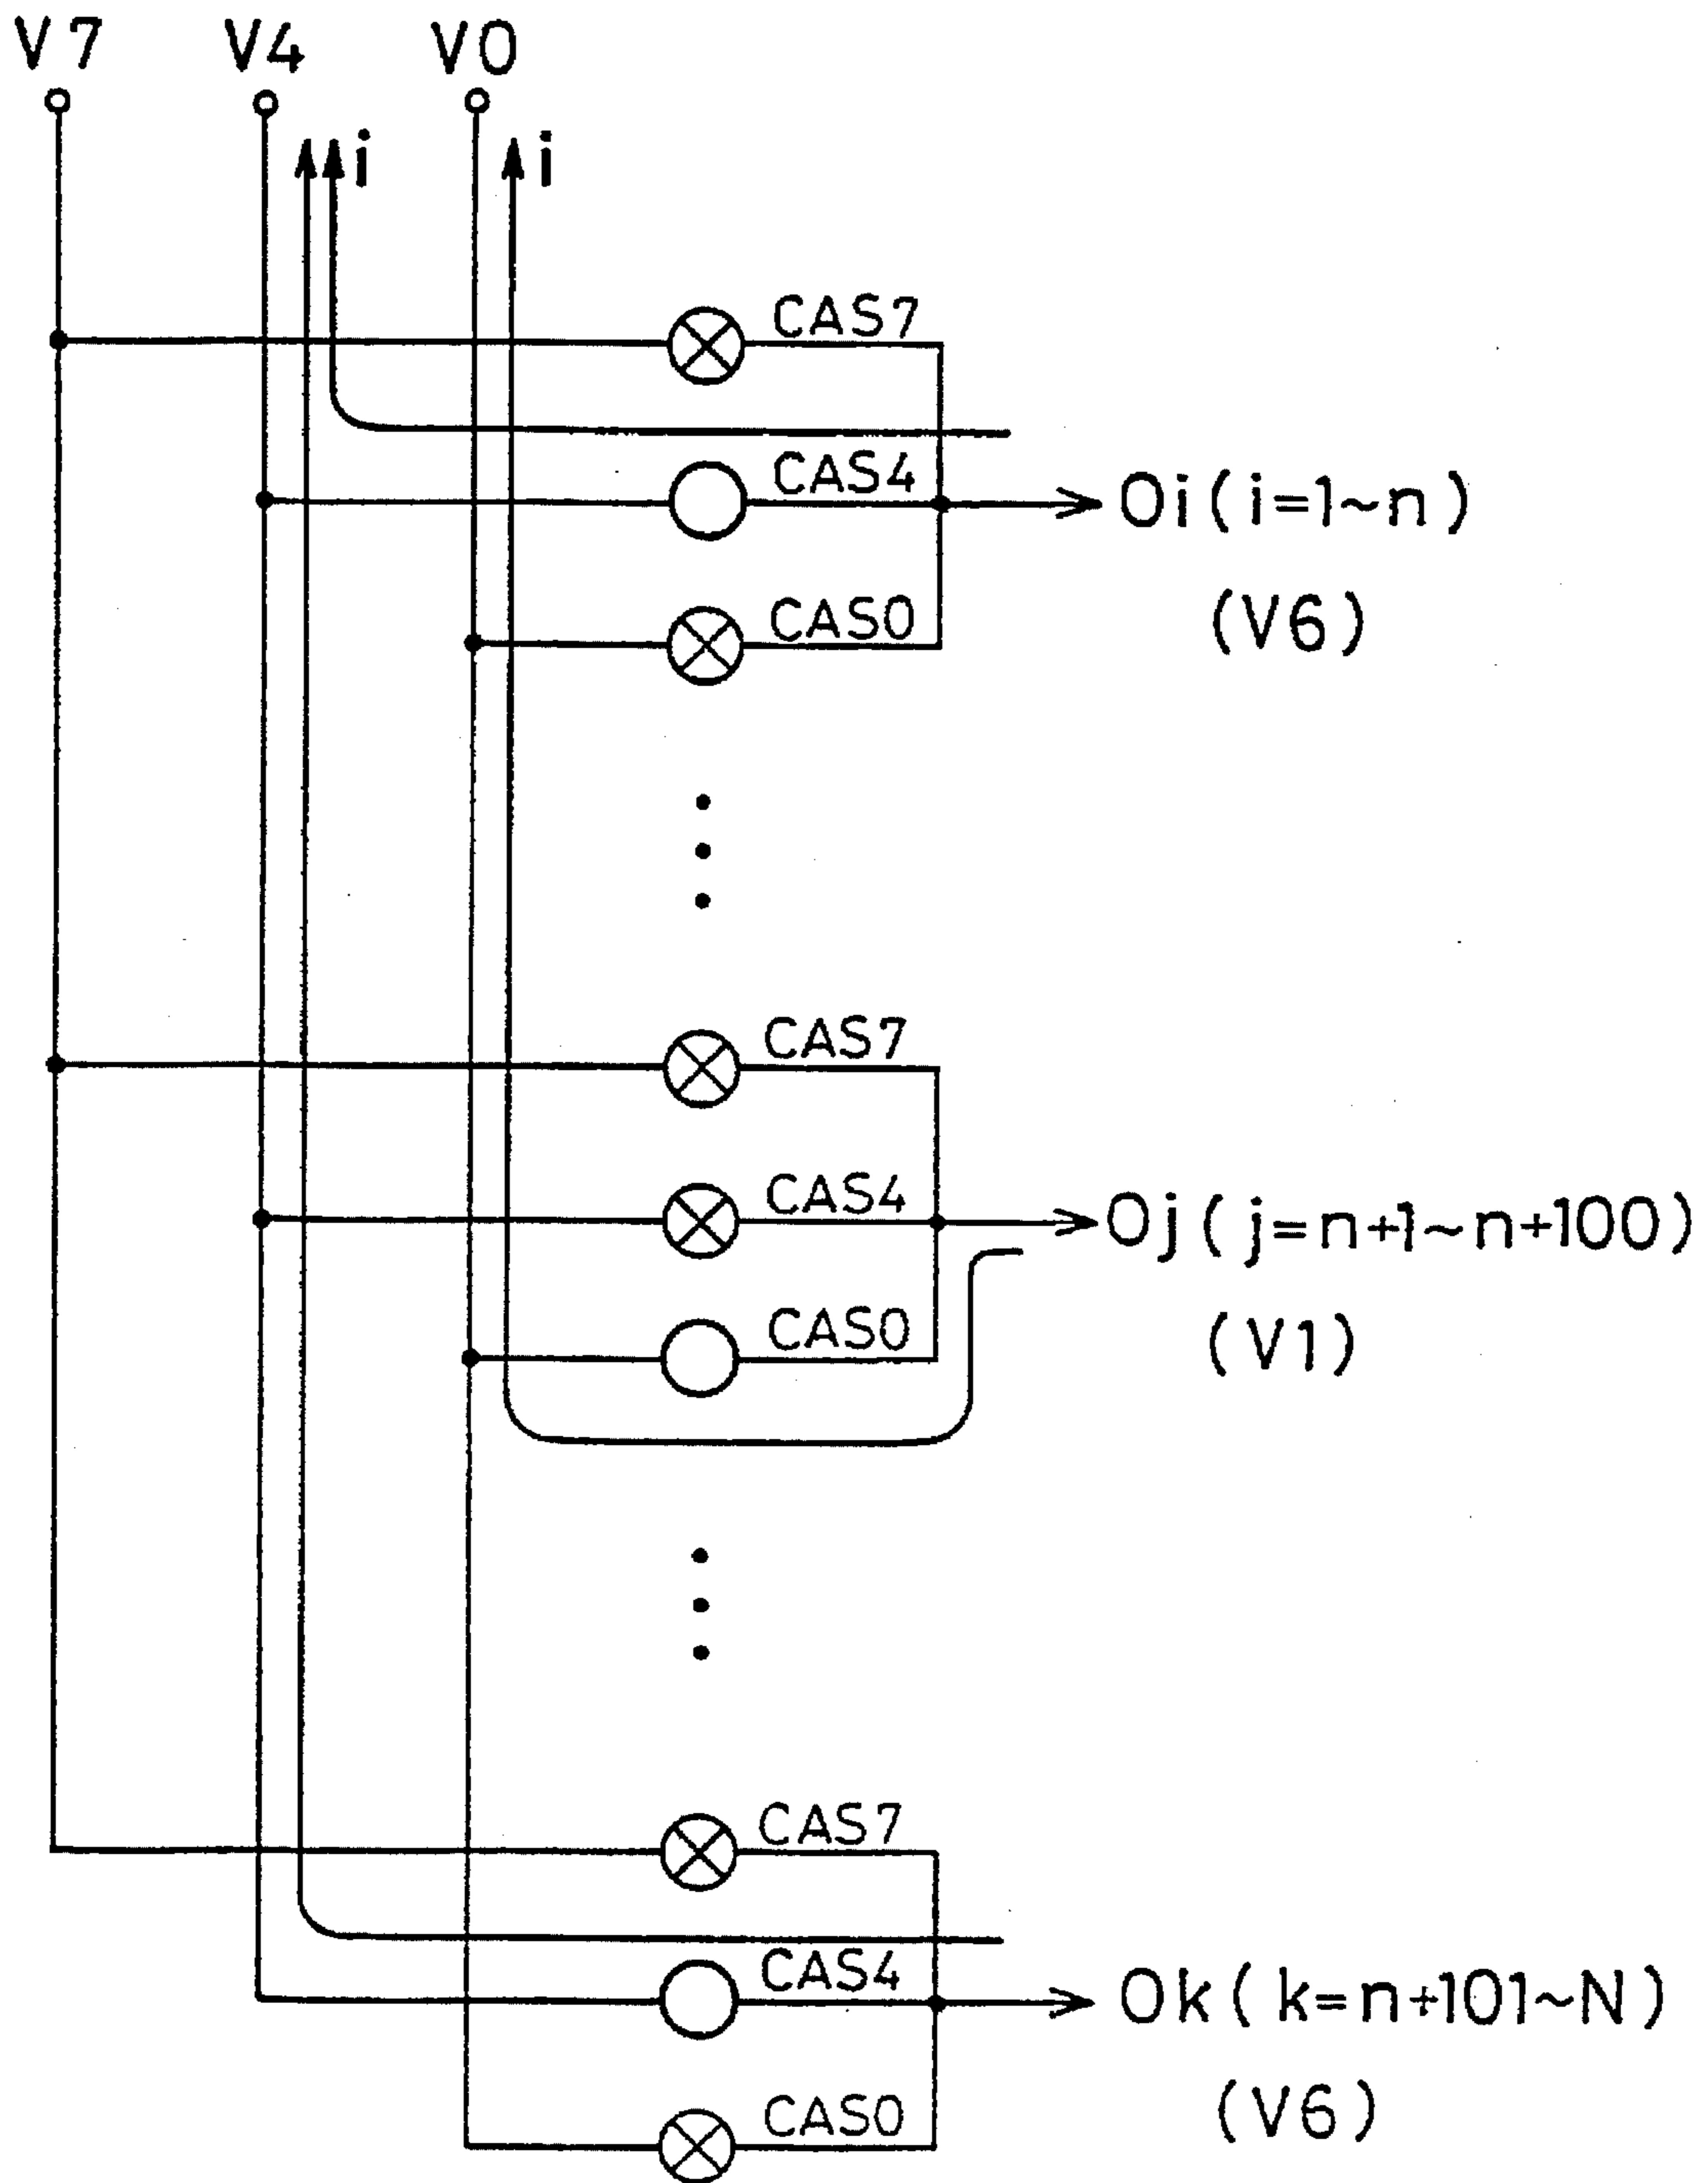 V7 V4 V0
i i
CAS7
CAS4
Oi(i=1~n)
(V6)
CAS0
CAS7
CAS4
Oj(j=n+1~n+100)
(V1)
CAS0
CAS7
CAS4
Ok(k=n+101~N)
(V6)
CAS0